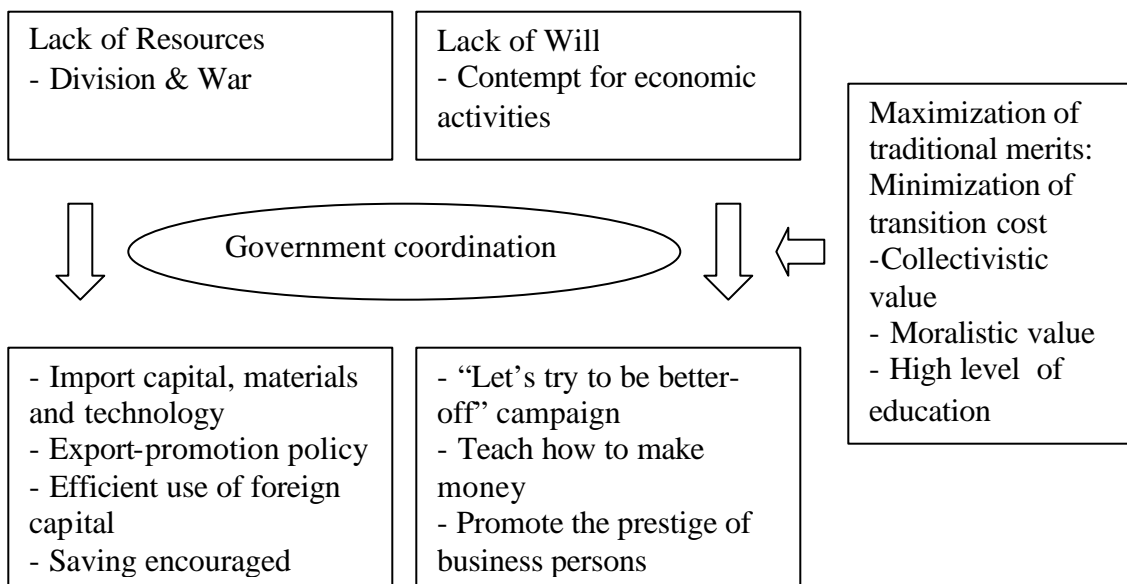 Lack of Resources
- Division & War
Lack of Will
- Contempt for economic
activities
Maximization of
traditional merits:
Minimization of
transition cost
-Collectivistic
value
- Moralistic value
- High level of
education
Government coordination
- Import capital, materials
and technology
- Export-promotion policy
- Efficient use of foreign
capital
- Saving encouraged
- “Let’s try to be better-
off” campaign
- Teach how to make
money
- Promote the prestige of
business persons